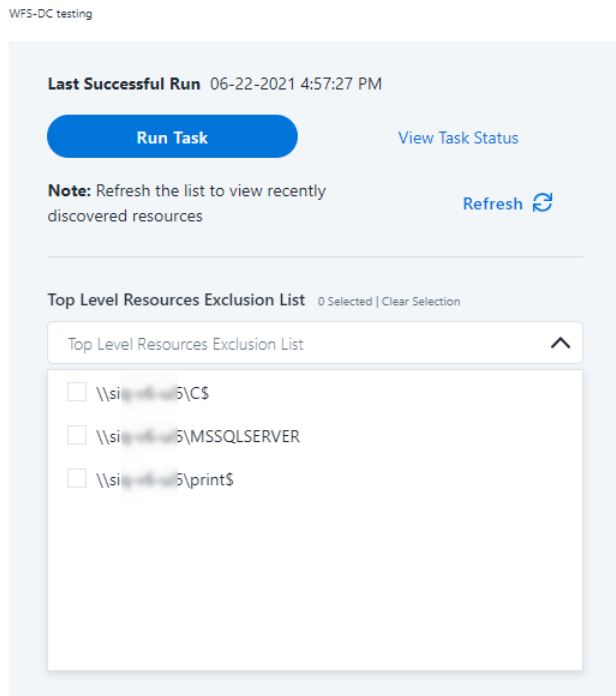 WFS-DC testing
Last Successful Run 06-22-2021 4:57:27 PM
Run Task
View Task Status
Note: Refresh the list to view recently
discovered resources
Refresh
Top Level Resources Exclusion List 0 Selected | Clear Selection
Top Level Resources Exclusion List
\\si 5\C$
\\si 5\MSSQLSERVER
\\si 5\print$